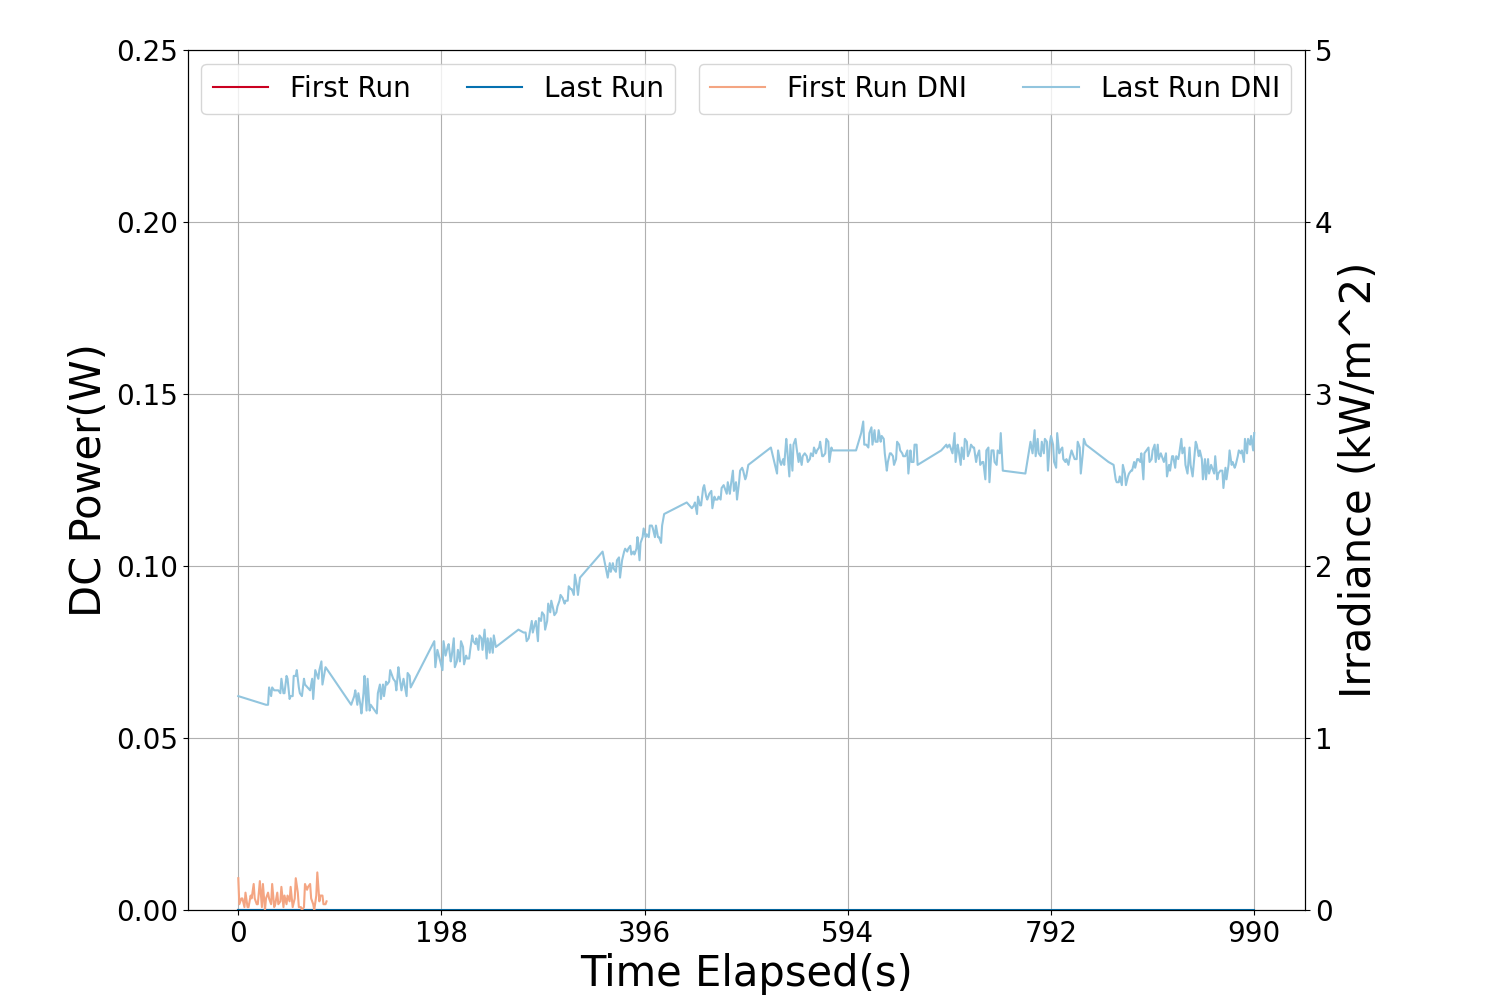 First Run Last Run First Run DNI Last Run DNI
0.25
0.20
0.15
0.10
0.05
0.00
DC Power(W)
5
4
3
2
1
0
Irradiance (kW/m^2)
0 198 396 594 792 990
Time Elapsed(s)